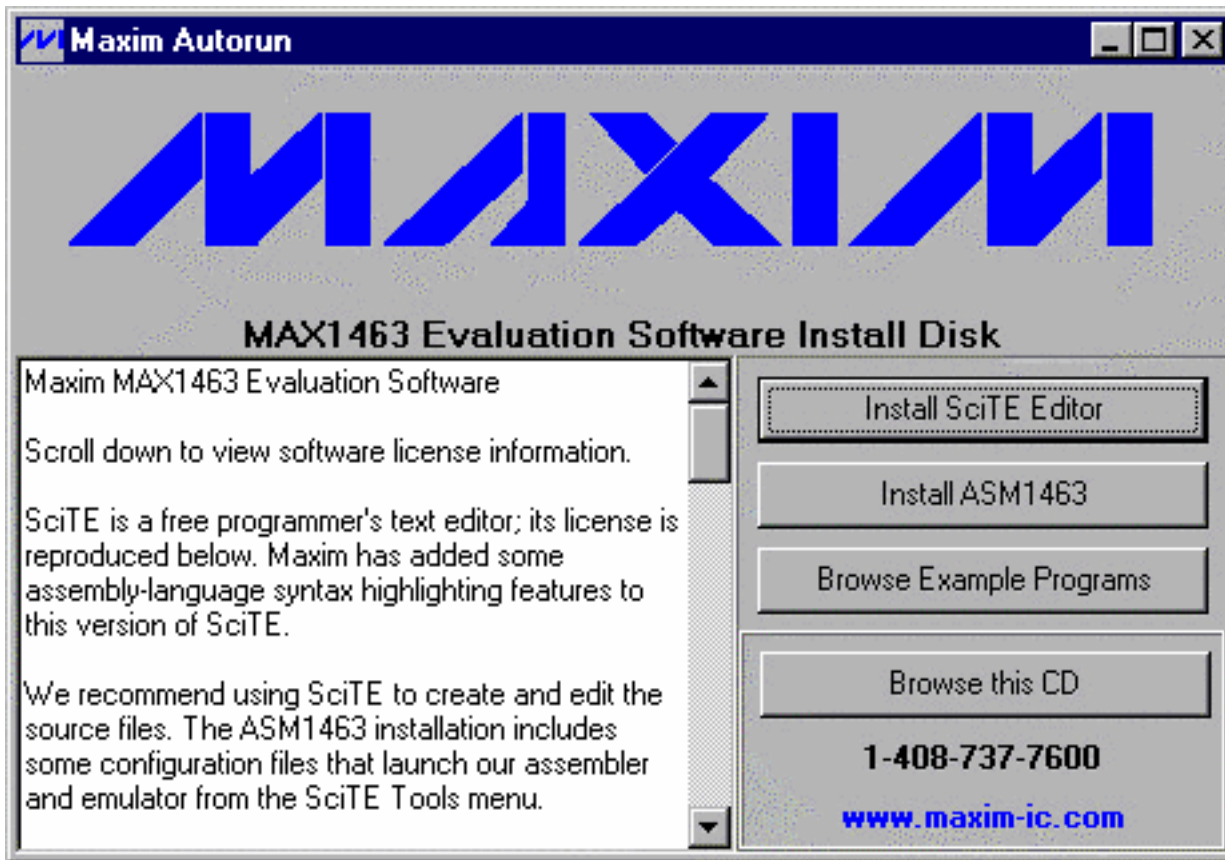 Maxim Autorun
MAXIM
MAX1463 Evaluation Software Install Disk
Maxim MAX1463 Evaluation Software
Scroll down to view software license information.
SciTE is a free programmer's text editor; its license is
reproduced below. Maxim has added some
assembly-language syntax highlighting features to
this version of SciTE.
We recommend using SciTE to create and edit the
source files. The ASM1463 installation includes
some configuration files that launch our assembler
and emulator from the SciTE Tools menu.
Install SciTE Editor
Install ASM1463
Browse Example Programs
Browse this CD
1-408-737-7600
www.maxim-ic.com